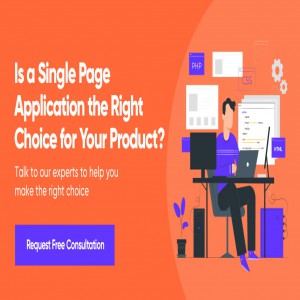 Is a Single Page
Application the Right
Choice for Your Product?
Talk to our experts to help you
make the right choice
Request Free Consultation
PHP
CSS
HTML